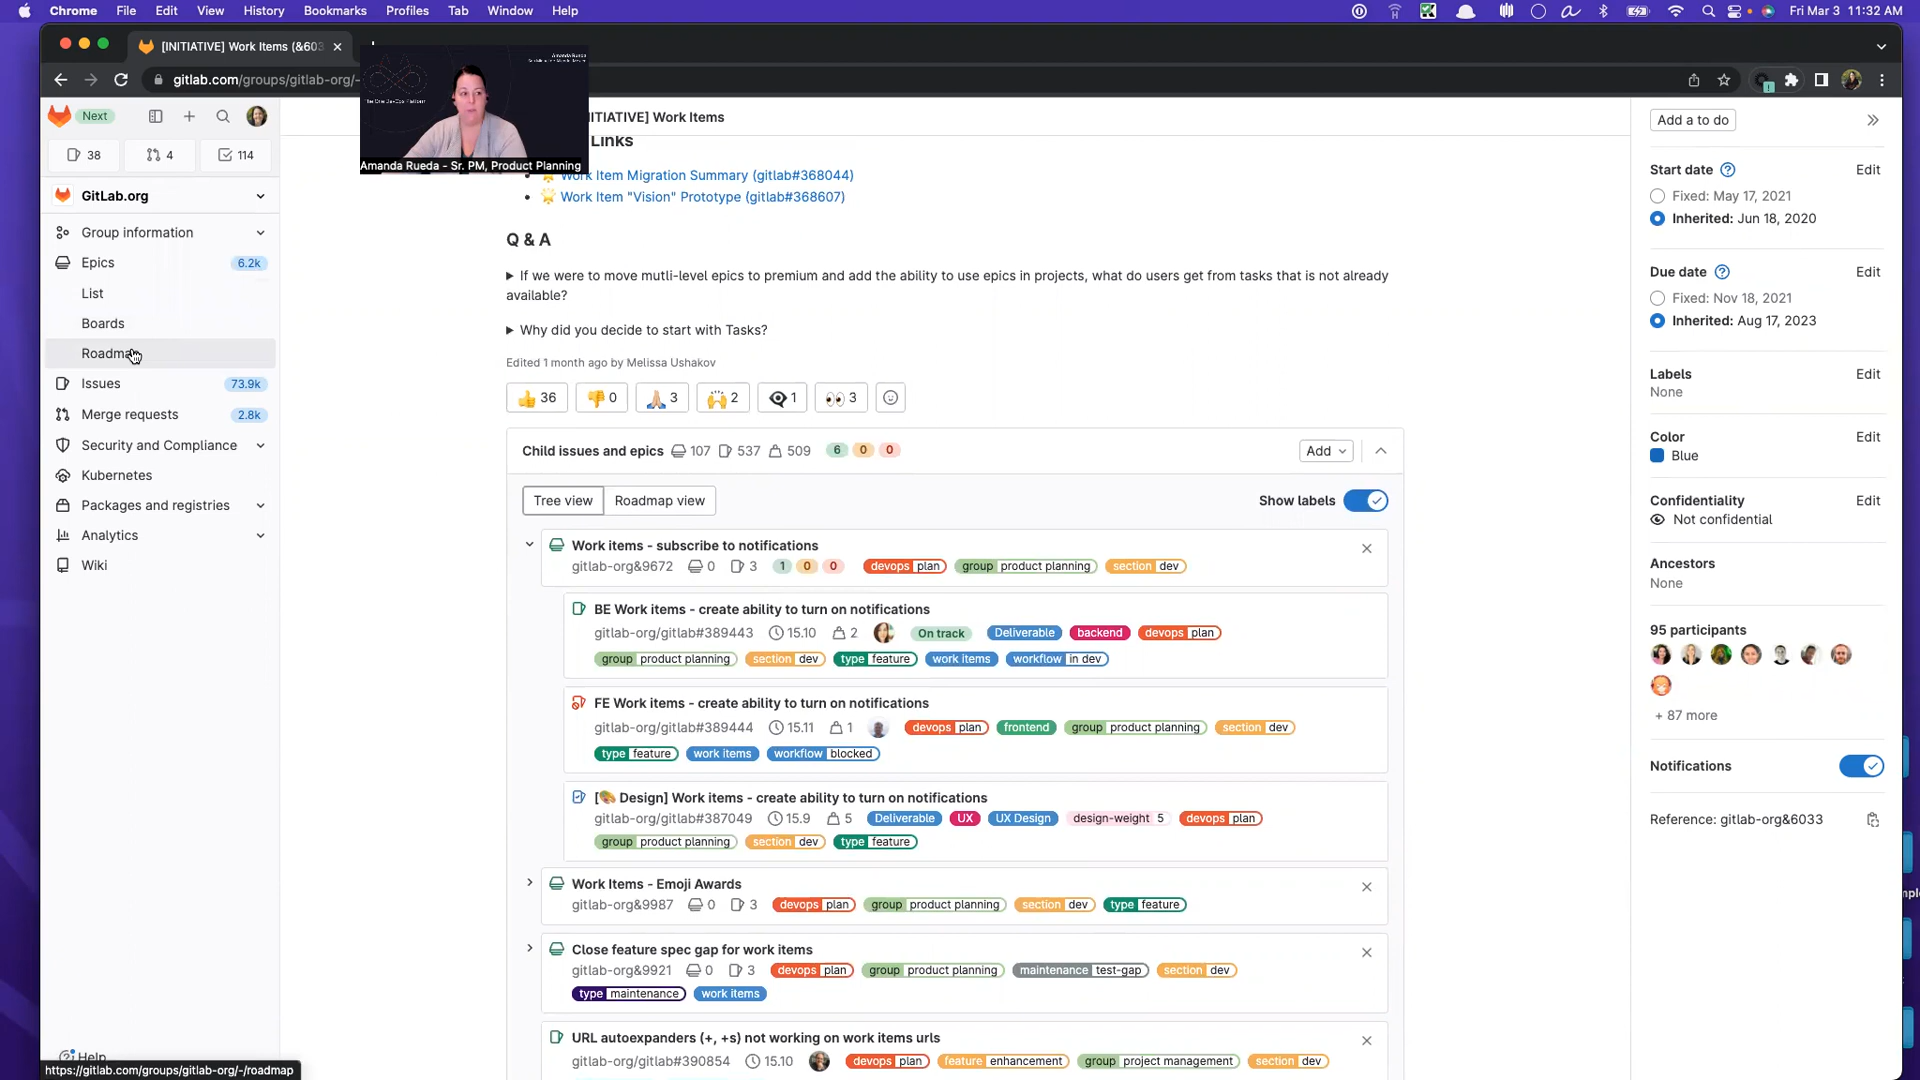 Chrome File Edit View History Bookmarks Profiles Tab Window Help Fri Mar 3 11:32 AM
[INITIATIVE] Work Items (&603
gitlab.com/groups/gitlab-org/-
Amanda Rueda - Sr. PM, Product Planning
Next
38 4 114
GitLab.org
Group information
Epics 6.2k
List
Boards
Roadma
Issues 73.9k
Merge requests 2.8k
Security and Compliance
Kubernetes
Packages and registries
Analytics
Wiki
Help
https://gitlab.com/groups/gitlab-org/-/roadmap
ITIATIVE] Work Items
Links
Work Item Migration Summary (gitlab#368044)
Work Item "Vision" Prototype (gitlab#368607)
Q & A
If we were to move mutli-level epics to premium and add the ability to use epics in projects, what do users get from tasks that is not already
available?
Why did you decide to start with Tasks?
Edited 1 month ago by Melissa Ushakov
36 0 3 2 1 3
Child issues and epics 107 537 509 6 0 0 Add
Tree view Roadmap view Show labels
Work items - subscribe to notifications
gitlab-org&9672 0 3 1 0 0 devops plan group product planning section dev
BE Work items - create ability to turn on notifications
gitlab-org/gitlab#389443 15.10 2 On track Deliverable backend devops plan
group product planning section dev type feature work items workflow in dev
FE Work items - create ability to turn on notifications
gitlab-org/gitlab#389444 15.11 1 devops plan frontend group product planning section dev
type feature work items workflow blocked
[🎨 Design] Work items - create ability to turn on notifications
gitlab-org/gitlab#387049 15.9 5 Deliverable UX UX Design design-weight 5 devops plan
group product planning section dev type feature
Work Items - Emoji Awards
gitlab-org&9987 0 3 devops plan group product planning section dev type feature
Close feature spec gap for work items
gitlab-org&9921 0 3 devops plan group product planning maintenance test-gap section dev
type maintenance work items
URL autoexpanders (+, +s) not working on work items urls
gitlab-org/gitlab#390854 15.10 devops plan feature enhancement group project management section dev
Add a to do
Start date Edit
Fixed: May 17, 2021
Inherited: Jun 18, 2020
Due date Edit
Fixed: Nov 18, 2021
Inherited: Aug 17, 2023
Labels Edit
None
Color Edit
Blue
Confidentiality Edit
Not confidential
Ancestors
None
95 participants
+ 87 more
Notifications
Reference: gitlab-org&6033